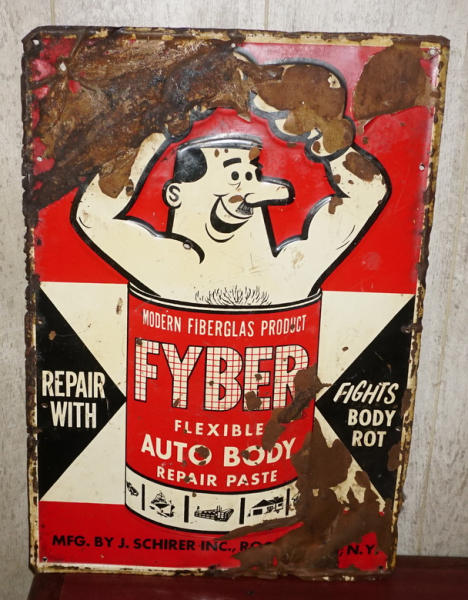 MODERN FIBERGLAS PRODUCT
FYBER
REPAIR
WITH
FLEXIBLE
AUTO BODY
REPAIR PASTE
FIGHTS
BODY
ROT
MFG. BY J. SCHIRER INC., N.Y.